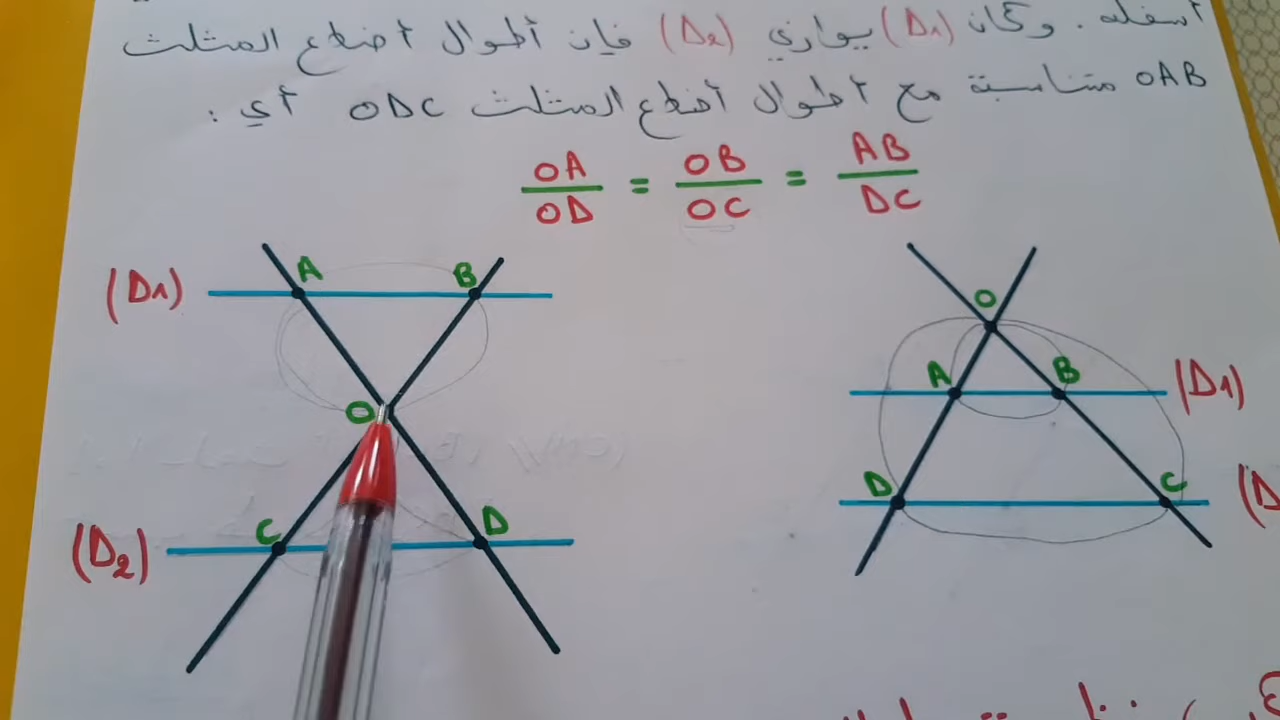 أسفله . وكان (D1) يوازي (D2) فإن أطوال أضلاع المثلث
OAB متناسبة مع أطوال أضلاع المثلث ODC أي :
OA/OD = OB/OC = AB/DC
(D1) A B
O
(D2) C D
O
A B (D1)
D C (D